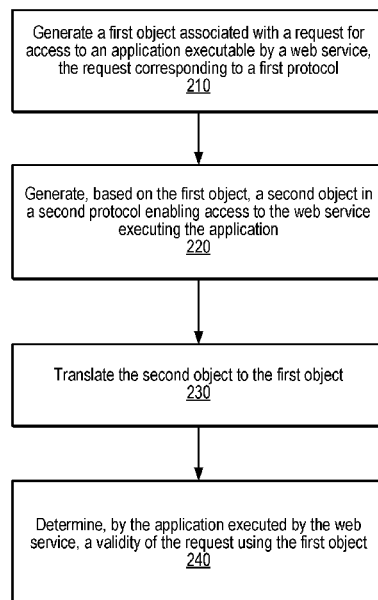 Generate a first object associated with a request for
access to an application executable by a web service,
the request corresponding to a first protocol
210
Generate, based on the first object, a second object in
a second protocol enabling access to the web service
executing the application
220
Translate the second object to the first object
230
Determine, by the application executed by the web
service, a validity of the request using the first object
240